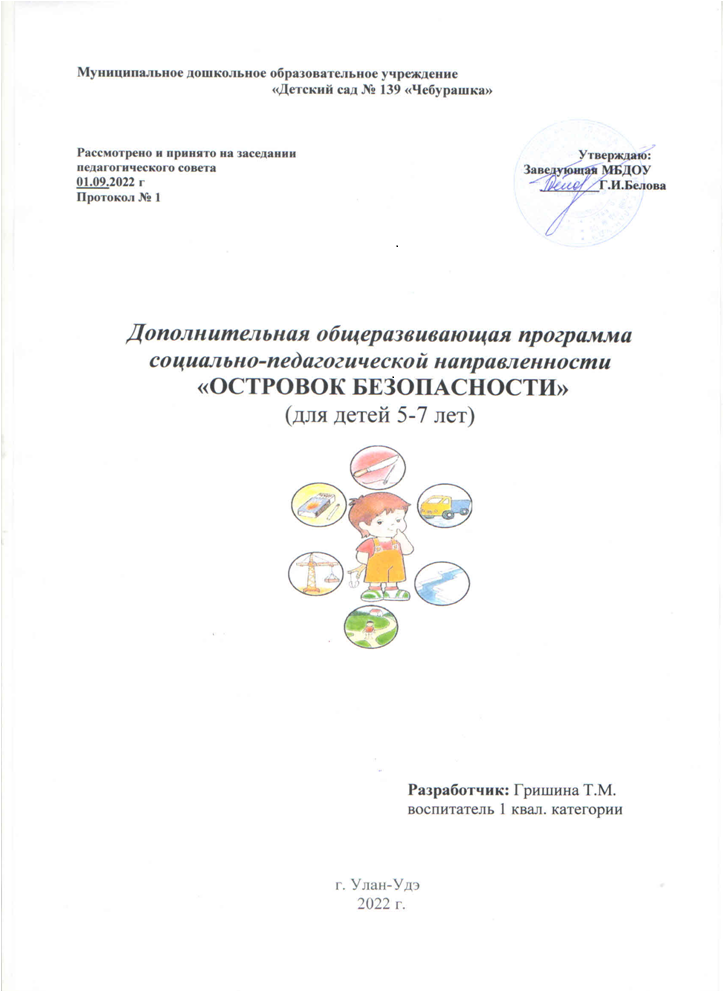 Муниципальное дошкольное образовательное учреждение
«Детский сад № 139 «Чебурашка»
Рассмотрено и принято на заседании
педагогического совета
01.09.2022 г
Протокол № 1
Утверждаю:
Заведующая МБДОУ
Г.И.Белова
Дополнительная общеразвивающая программа
социально-педагогической направленности
«ОСТРОВОК БЕЗОПАСНОСТИ»
(для детей 5-7 лет)
Разработчик: Гришина Т.М.
воспитатель 1 квал. категории
г. Улан-Удэ
2022 г.